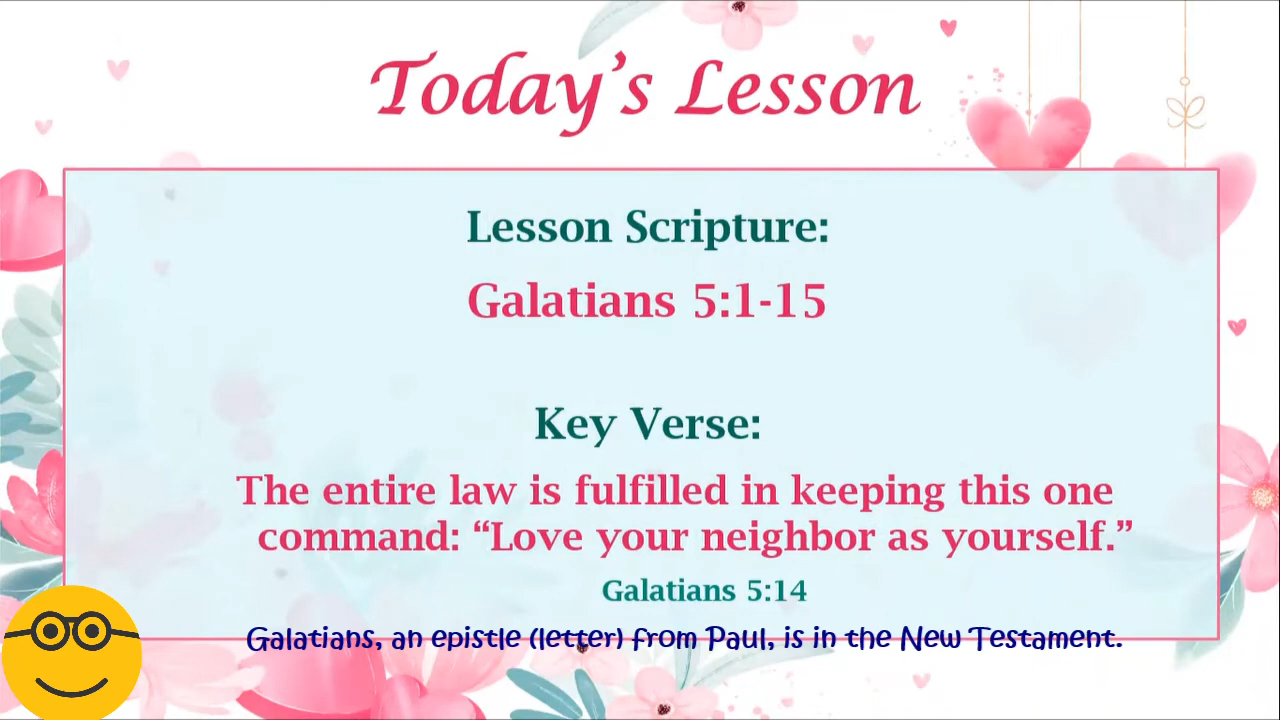 Today’s Lesson
Lesson Scripture:
Galatians 5:1-15
Key Verse:
The entire law is fulfilled in keeping this one
command: “Love your neighbor as yourself.”
Galatians 5:14
Galatians, an epistle (letter) from Paul, is in the New Testament.